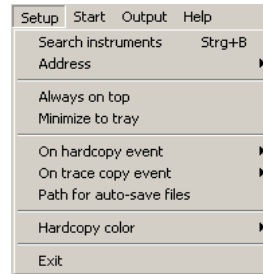 Setup Start Output Help
Search instruments Strg+B
Address
Always on top
Minimize to tray
On hardcopy event
On trace copy event
Path for auto-save files
Hardcopy color
Exit